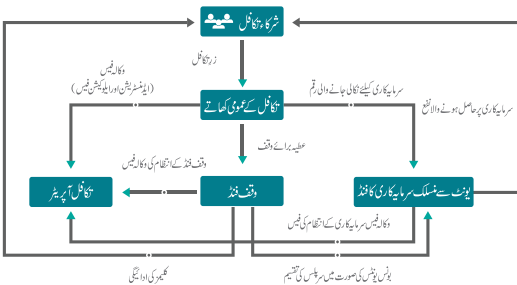 شرکاء تکافل
زرِ تکافل
وکالہ فیس
(ایڈمنسٹریشن اور ایلوکیشن فیس)
تکافل کے عمومی کھاتے
سرمایہ کاری کیلئے نکالی جانے والی رقم
سرمایہ کاری پر حاصل ہونے والا نفع
عطیہ برائے وقف
وقف فنڈ کے انتظام کی وکالہ فیس
تکافل آپریٹر
وقف فنڈ
یونٹ سے منسلک سرمایہ کاری کا فنڈ
وکالہ فیس سرمایہ کاری کے انتظام کی فیس
کلیمز کی ادائیگی
بونس یونٹس کی صورت میں سرپلس کی تقسیم